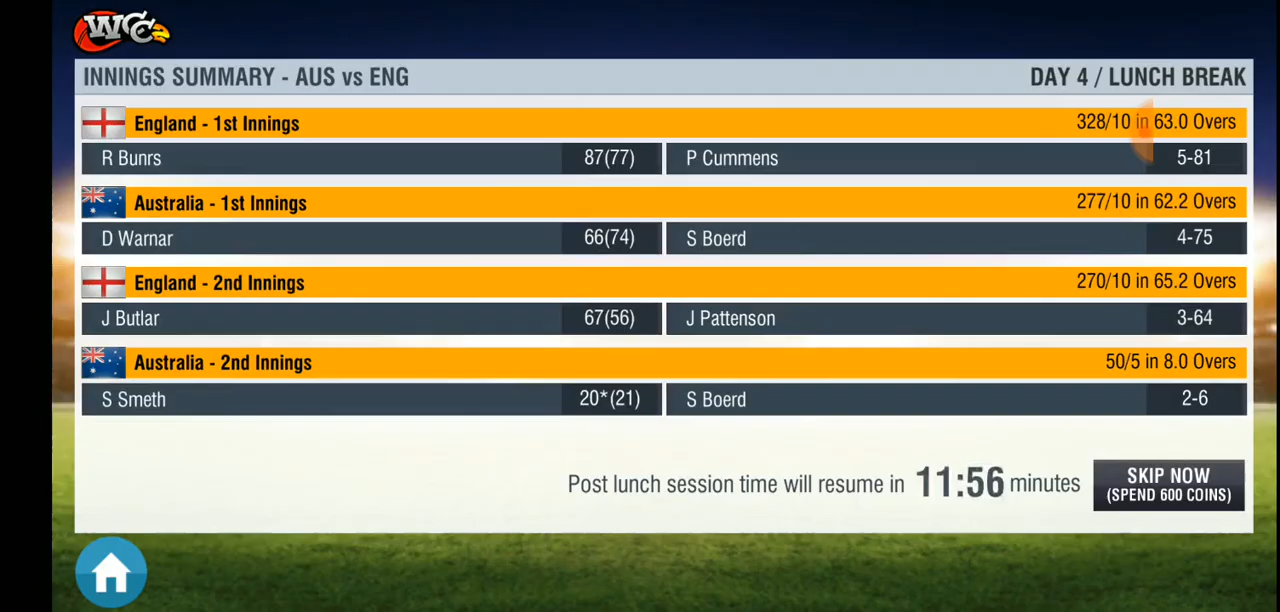 WCC
INNINGS SUMMARY - AUS vs ENG DAY 4 / LUNCH BREAK
England - 1st Innings 328/10 in 63.0 Overs
R Bunrs 87(77) P Cummens 5-81
Australia - 1st Innings 277/10 in 62.2 Overs
D Warnar 66(74) S Boerd 4-75
England - 2nd Innings 270/10 in 65.2 Overs
J Butlar 67(56) J Pattenson 3-64
Australia - 2nd Innings 50/5 in 8.0 Overs
S Smeth 20*(21) S Boerd 2-6
Post lunch session time will resume in 11:56 minutes
SKIP NOW
(SPEND 600 COINS)